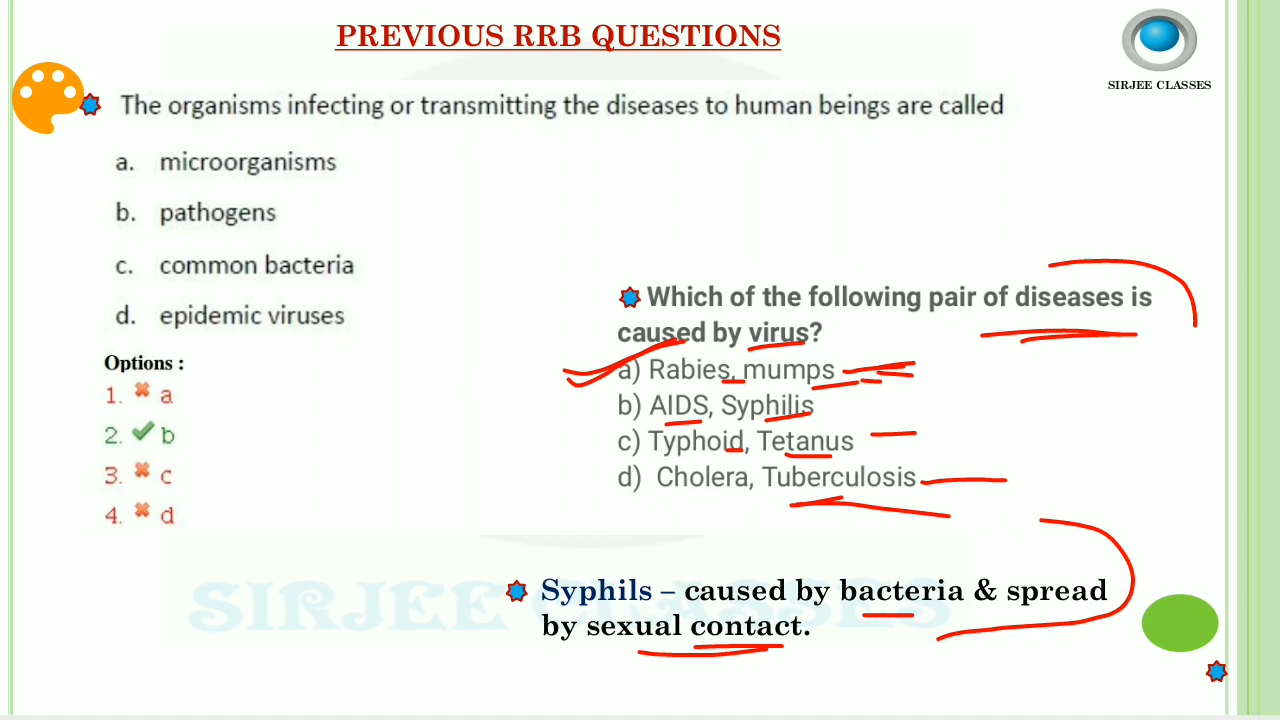 PREVIOUS RRB QUESTIONS
SIRJEE CLASSES
The organisms infecting or transmitting the diseases to human beings are called
a. microorganisms
b. pathogens
c. common bacteria
d. epidemic viruses
Options :
1. a
2. b
3. c
4. d
Which of the following pair of diseases is
caused by virus?
a) Rabies, mumps
b) AIDS, Syphilis
c) Typhoid, Tetanus
d) Cholera, Tuberculosis
Syphils – caused by bacteria & spread
by sexual contact.
SIRJEE CLASSES